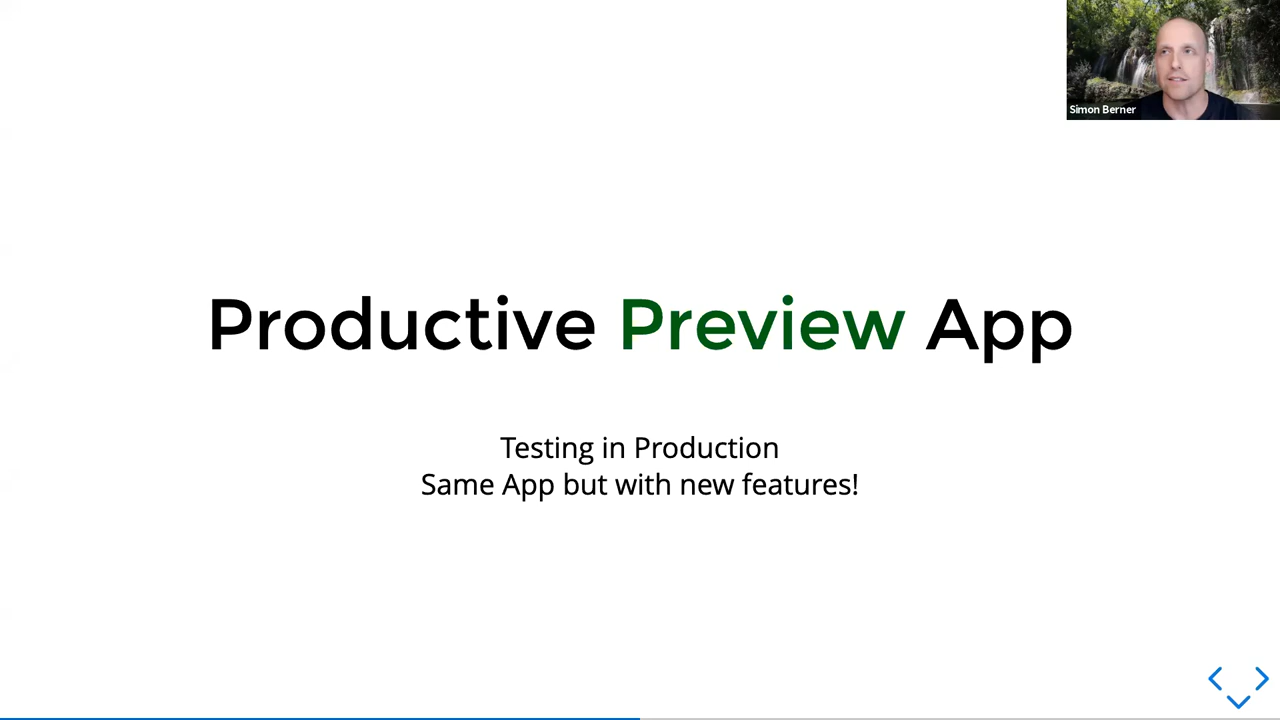 Simon Berner
Productive Preview App
Testing in Production
Same App but with new features!